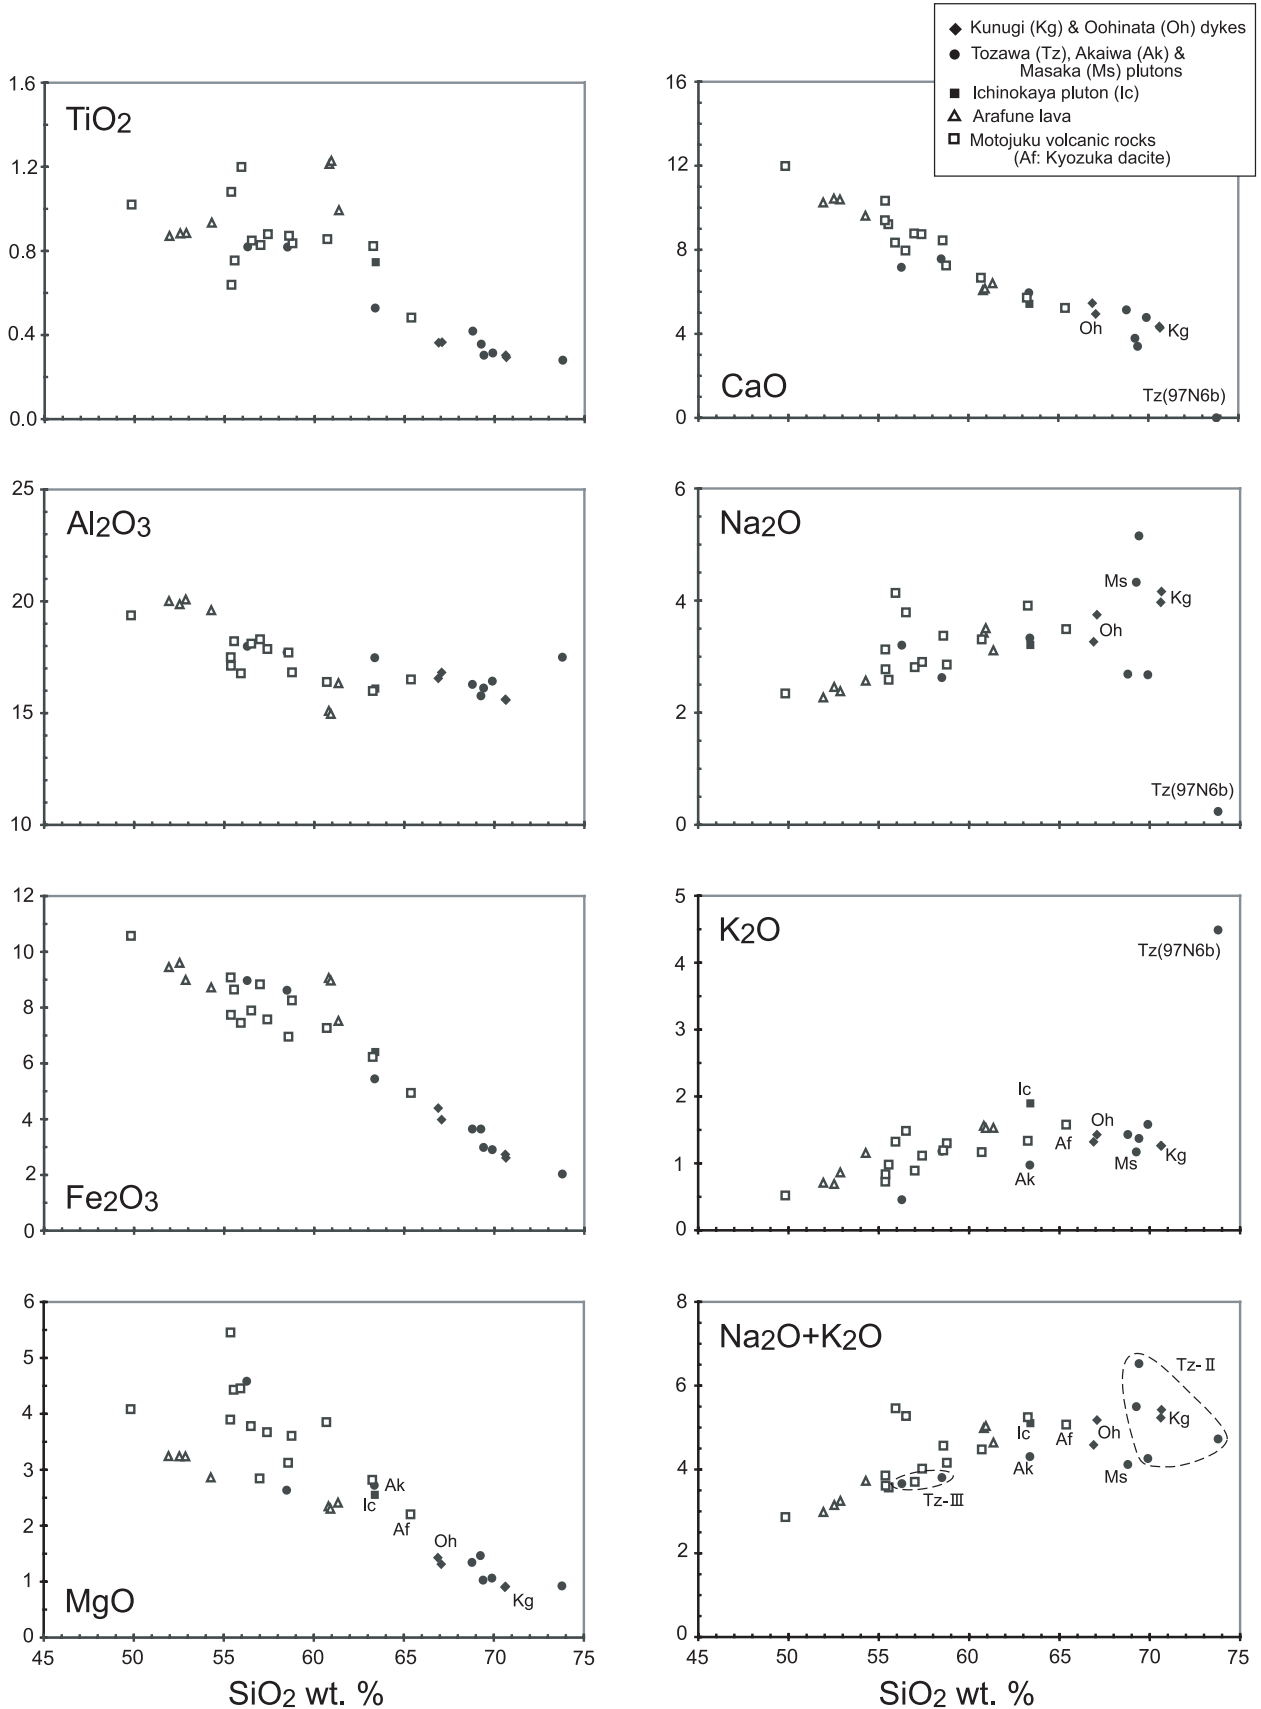 Kunugi (Kg) & Oohinata (Oh) dykes
Tozawa (Tz), Akaiwa (Ak) &
Masaka (Ms) plutons
Ichinokaya pluton (Ic)
Arafune lava
Motojuku volcanic rocks
(Af: Kyozuka dacite)
1.6
1.2
0.8
0.4
0.0
TiO2
16
12
8
4
0
CaO
Oh
Kg
Tz(97N6b)
25
20
15
10
Al2O3
6
4
2
0
Na2O
Ms
Kg
Oh
Tz(97N6b)
12
10
8
6
4
2
0
Fe2O3
5
4
3
2
1
0
K2O
Tz(97N6b)
Ic
Oh
Af
Ak
Ms
Kg
6
5
4
3
2
1
0
MgO
Ak
Ic
Af
Oh
Kg
45 50 55 60 65 70 75
SiO2 wt. %
8
6
4
2
0
Na2O+K2O
Tz-II
Kg
Ic
Af
Oh
Ak
Ms
Tz-III
45 50 55 60 65 70 75
SiO2 wt. %